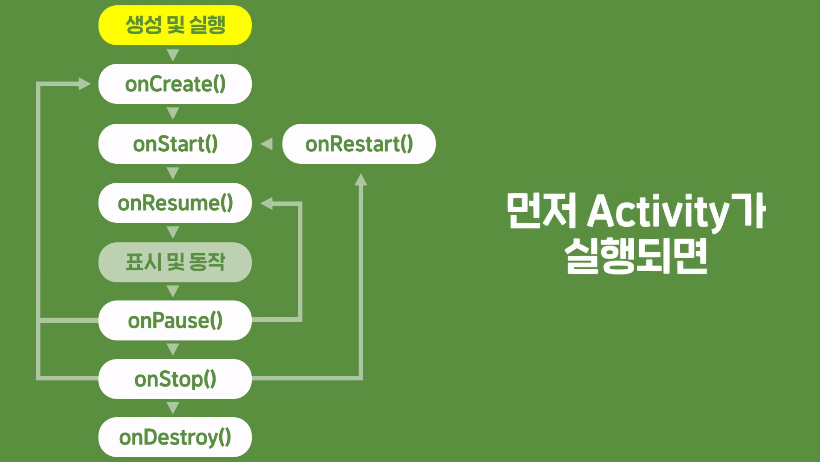 생성 및 실행
onCreate()
onStart()
onRestart()
onResume()
표시 및 동작
onPause()
onStop()
onDestroy()
먼저 Activity가
실행되면